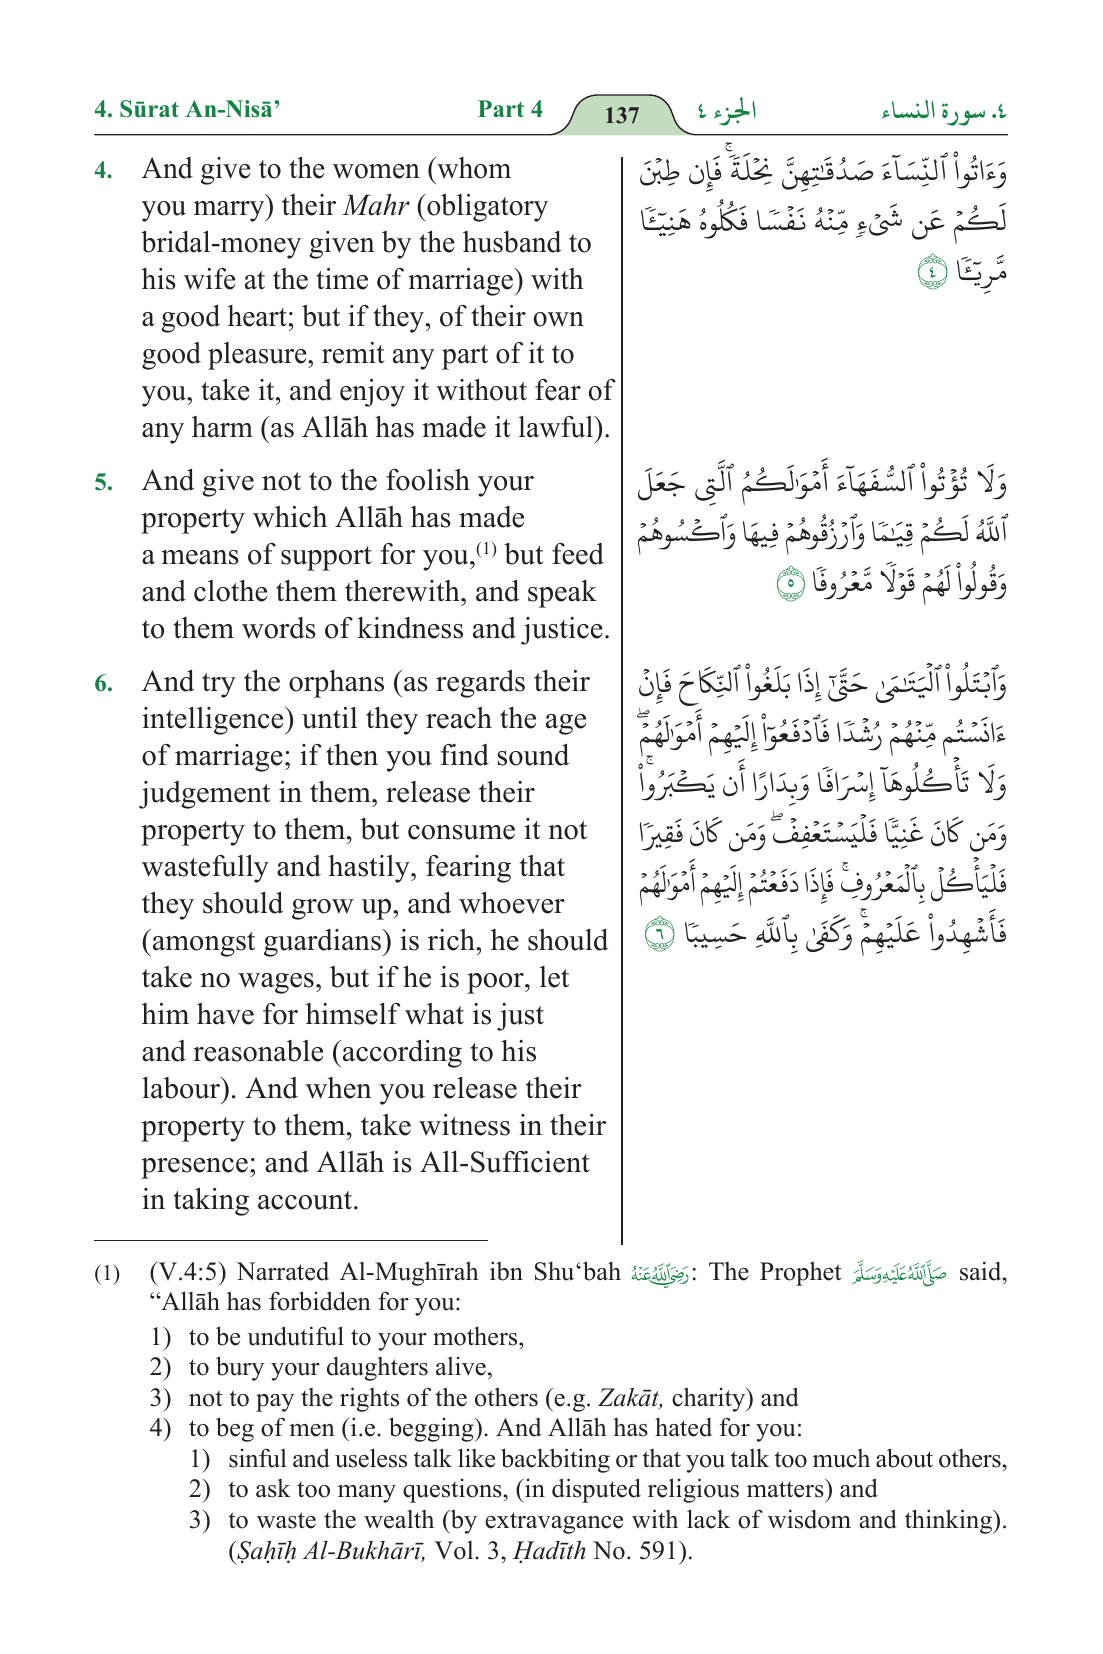 4. Sūrat An-Nisā’ Part 4 137 الجزء ٤ ٤. سورة النساء
4. And give to the women (whom
you marry) their Mahr (obligatory
bridal-money given by the husband to
his wife at the time of marriage) with
a good heart; but if they, of their own
good pleasure, remit any part of it to
you, take it, and enjoy it without fear of
any harm (as Allāh has made it lawful).
وَءَاتُوا۟ ٱلنِّسَآءَ صَدُقَـٰتِهِنَّ نِحْلَةًۚ فَإِن طِبْنَ
لَكُمْ عَن شَىْءٍ مِّنْهُ نَفْسًا فَكُلُوهُ هَنِيٓـًٔا
مَّرِيٓـًٔا ٤
5. And give not to the foolish your
property which Allāh has made
a means of support for you,(1) but feed
and clothe them therewith, and speak
to them words of kindness and justice.
وَلَا تُؤْتُوا۟ ٱلسُّفَهَآءَ أَمْوَٰلَكُمُ ٱلَّتِى جَعَلَ
ٱللَّهُ لَكُمْ قِيَـٰمًا وَٱرْزُقُوهُمْ فِيهَا وَٱكْسُوهُمْ
وَقُولُوا۟ لَهُمْ قَوْلًا مَّعْرُوفًا ٥
6. And try the orphans (as regards their
intelligence) until they reach the age
of marriage; if then you find sound
judgement in them, release their
property to them, but consume it not
wastefully and hastily, fearing that
they should grow up, and whoever
(amongst guardians) is rich, he should
take no wages, but if he is poor, let
him have for himself what is just
and reasonable (according to his
labour). And when you release their
property to them, take witness in their
presence; and Allāh is All-Sufficient
in taking account.
وَٱبْتَلُوا۟ ٱلْيَتَـٰمَىٰ حَتَّىٰٓ إِذَا بَلَغُوا۟ ٱلنِّكَاحَ فَإِنْ
ءَانَسْتُم مِّنْهُمْ رُشْدًا فَٱدْفَعُوٓا۟ إِلَيْهِمْ أَمْوَٰلَهُمْۖ
وَلَا تَأْكُلُوهَآ إِسْرَافًا وَبِدَارًا أَن يَكْبَرُوا۟ۚ
وَمَن كَانَ غَنِيًّا فَلْيَسْتَعْفِفْۖ وَمَن كَانَ فَقِيرًا
فَلْيَأْكُلْ بِٱلْمَعْرُوفِۚ فَإِذَا دَفَعْتُمْ إِلَيْهِمْ أَمْوَٰلَهُمْ
فَأَشْهِدُوا۟ عَلَيْهِمْۚ وَكَفَىٰ بِٱللَّهِ حَسِيبًا ٦
(1) (V.4:5) Narrated Al-Mughīrah ibn Shu‘bah رَضِيَ اللَّهُ عَنْهُ: The Prophet صَلَّى اللَّهُ عَلَيْهِ وَسَلَّمَ said,
“Allāh has forbidden for you:
1) to be undutiful to your mothers,
2) to bury your daughters alive,
3) not to pay the rights of the others (e.g. Zakāt, charity) and
4) to beg of men (i.e. begging). And Allāh has hated for you:
1) sinful and useless talk like backbiting or that you talk too much about others,
2) to ask too many questions, (in disputed religious matters) and
3) to waste the wealth (by extravagance with lack of wisdom and thinking).
(Ṣaḥīḥ Al-Bukhārī, Vol. 3, Ḥadīth No. 591).